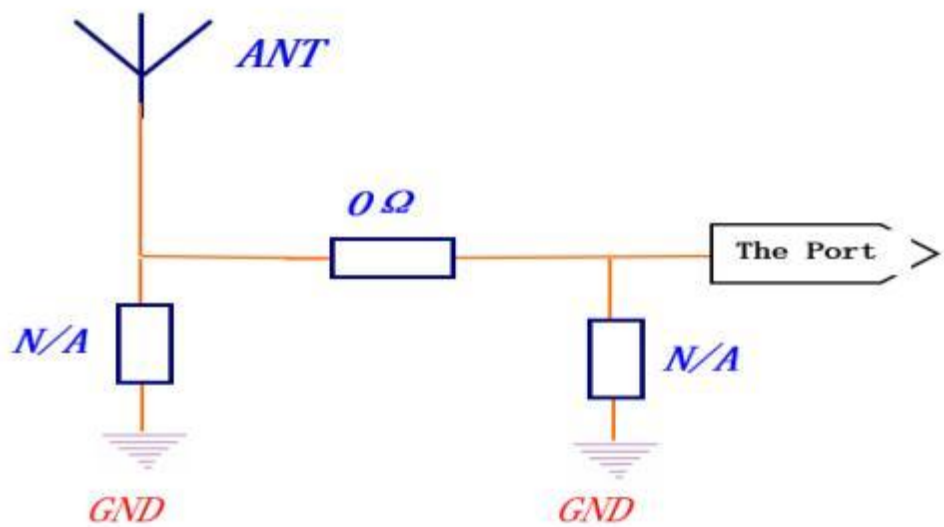 ANT
0Ω
The Port
N/A
N/A
GND
GND